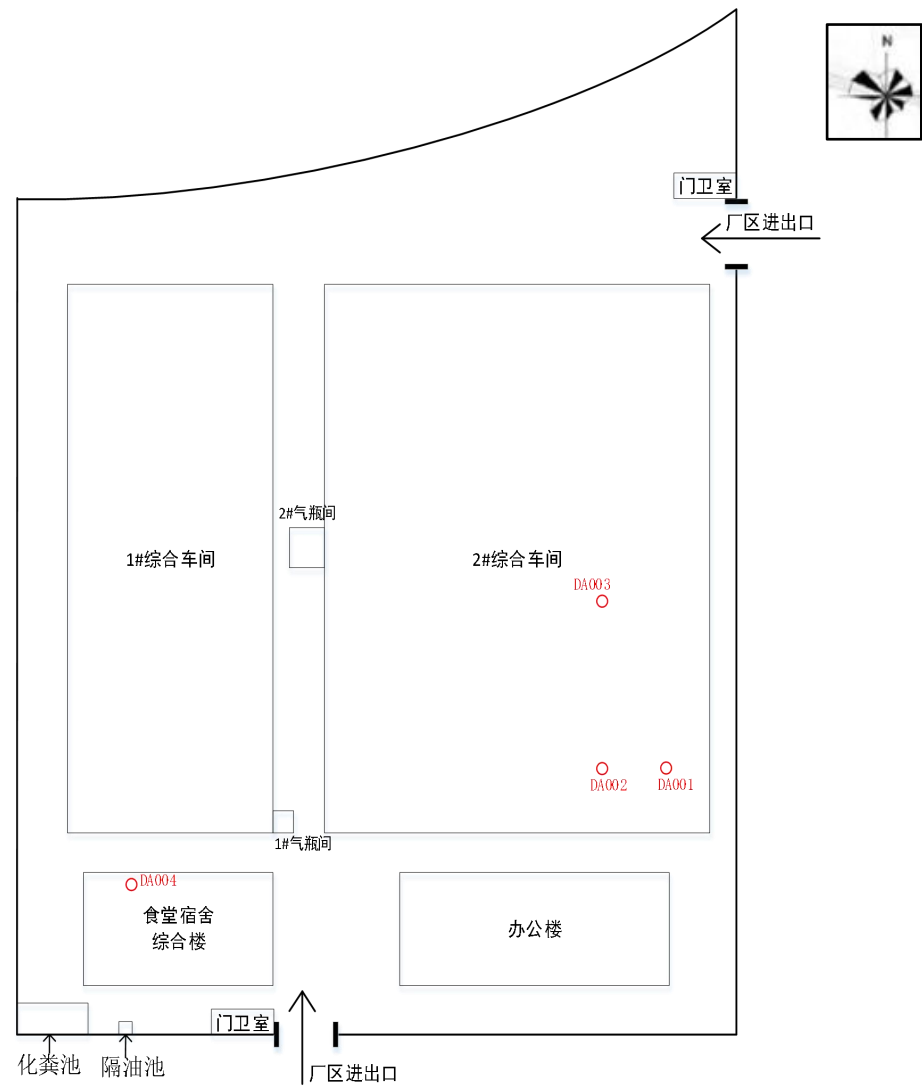 N
门卫室
厂区进出口
2#气瓶间
1#综合车间
2#综合车间
DA003
DA002
DA001
1#气瓶间
DA004
食堂宿舍
综合楼
办公楼
门卫室
化粪池
隔油池
厂区进出口